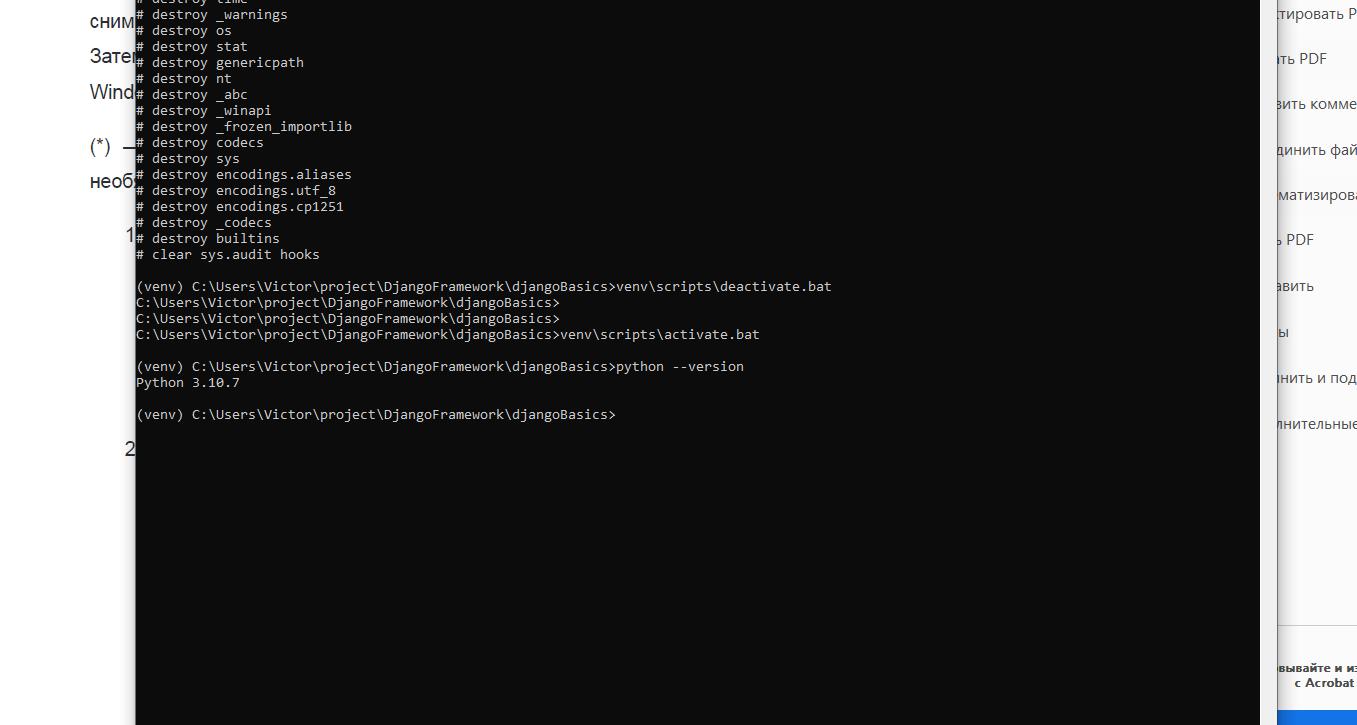 # destroy time
# destroy _warnings
# destroy os
# destroy stat
# destroy genericpath
# destroy nt
# destroy _abc
# destroy _winapi
# destroy _frozen_importlib
# destroy codecs
# destroy sys
# destroy encodings.aliases
# destroy encodings.utf_8
# destroy encodings.cp1251
# destroy _codecs
# destroy builtins
# clear sys.audit hooks
(venv) C:\Users\Victor\project\DjangoFramework\djangoBasics>venv\scripts\deactivate.bat
C:\Users\Victor\project\DjangoFramework\djangoBasics>
C:\Users\Victor\project\DjangoFramework\djangoBasics>
C:\Users\Victor\project\DjangoFramework\djangoBasics>venv\scripts\activate.bat
(venv) C:\Users\Victor\project\DjangoFramework\djangoBasics>python --version
Python 3.10.7
(venv) C:\Users\Victor\project\DjangoFramework\djangoBasics>
сним
Зате
Wind
(*) —
необ
1
2
тировать P
ть PDF
вить комме
динить фай
матизирова
ь PDF
авить
ы
лнить и под
лнительные
овывайте и из
с Acrobat